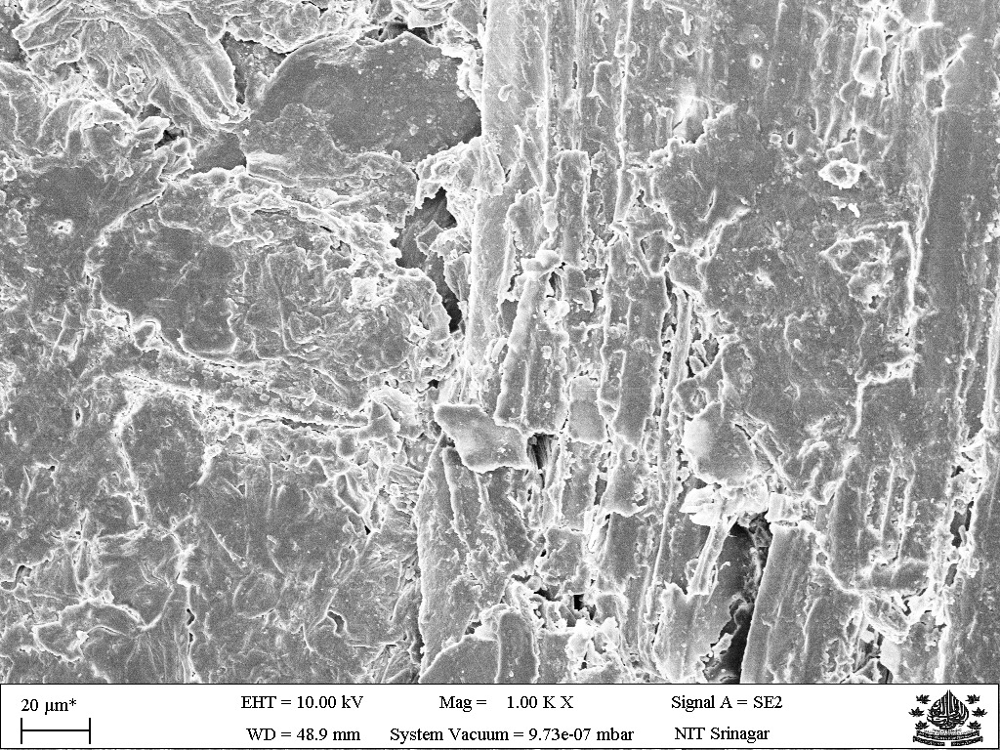 20 µm* EHT = 10.00 kV Mag = 1.00 K X Signal A = SE2
WD = 48.9 mm System Vacuum = 9.73e-07 mbar NIT Srinagar